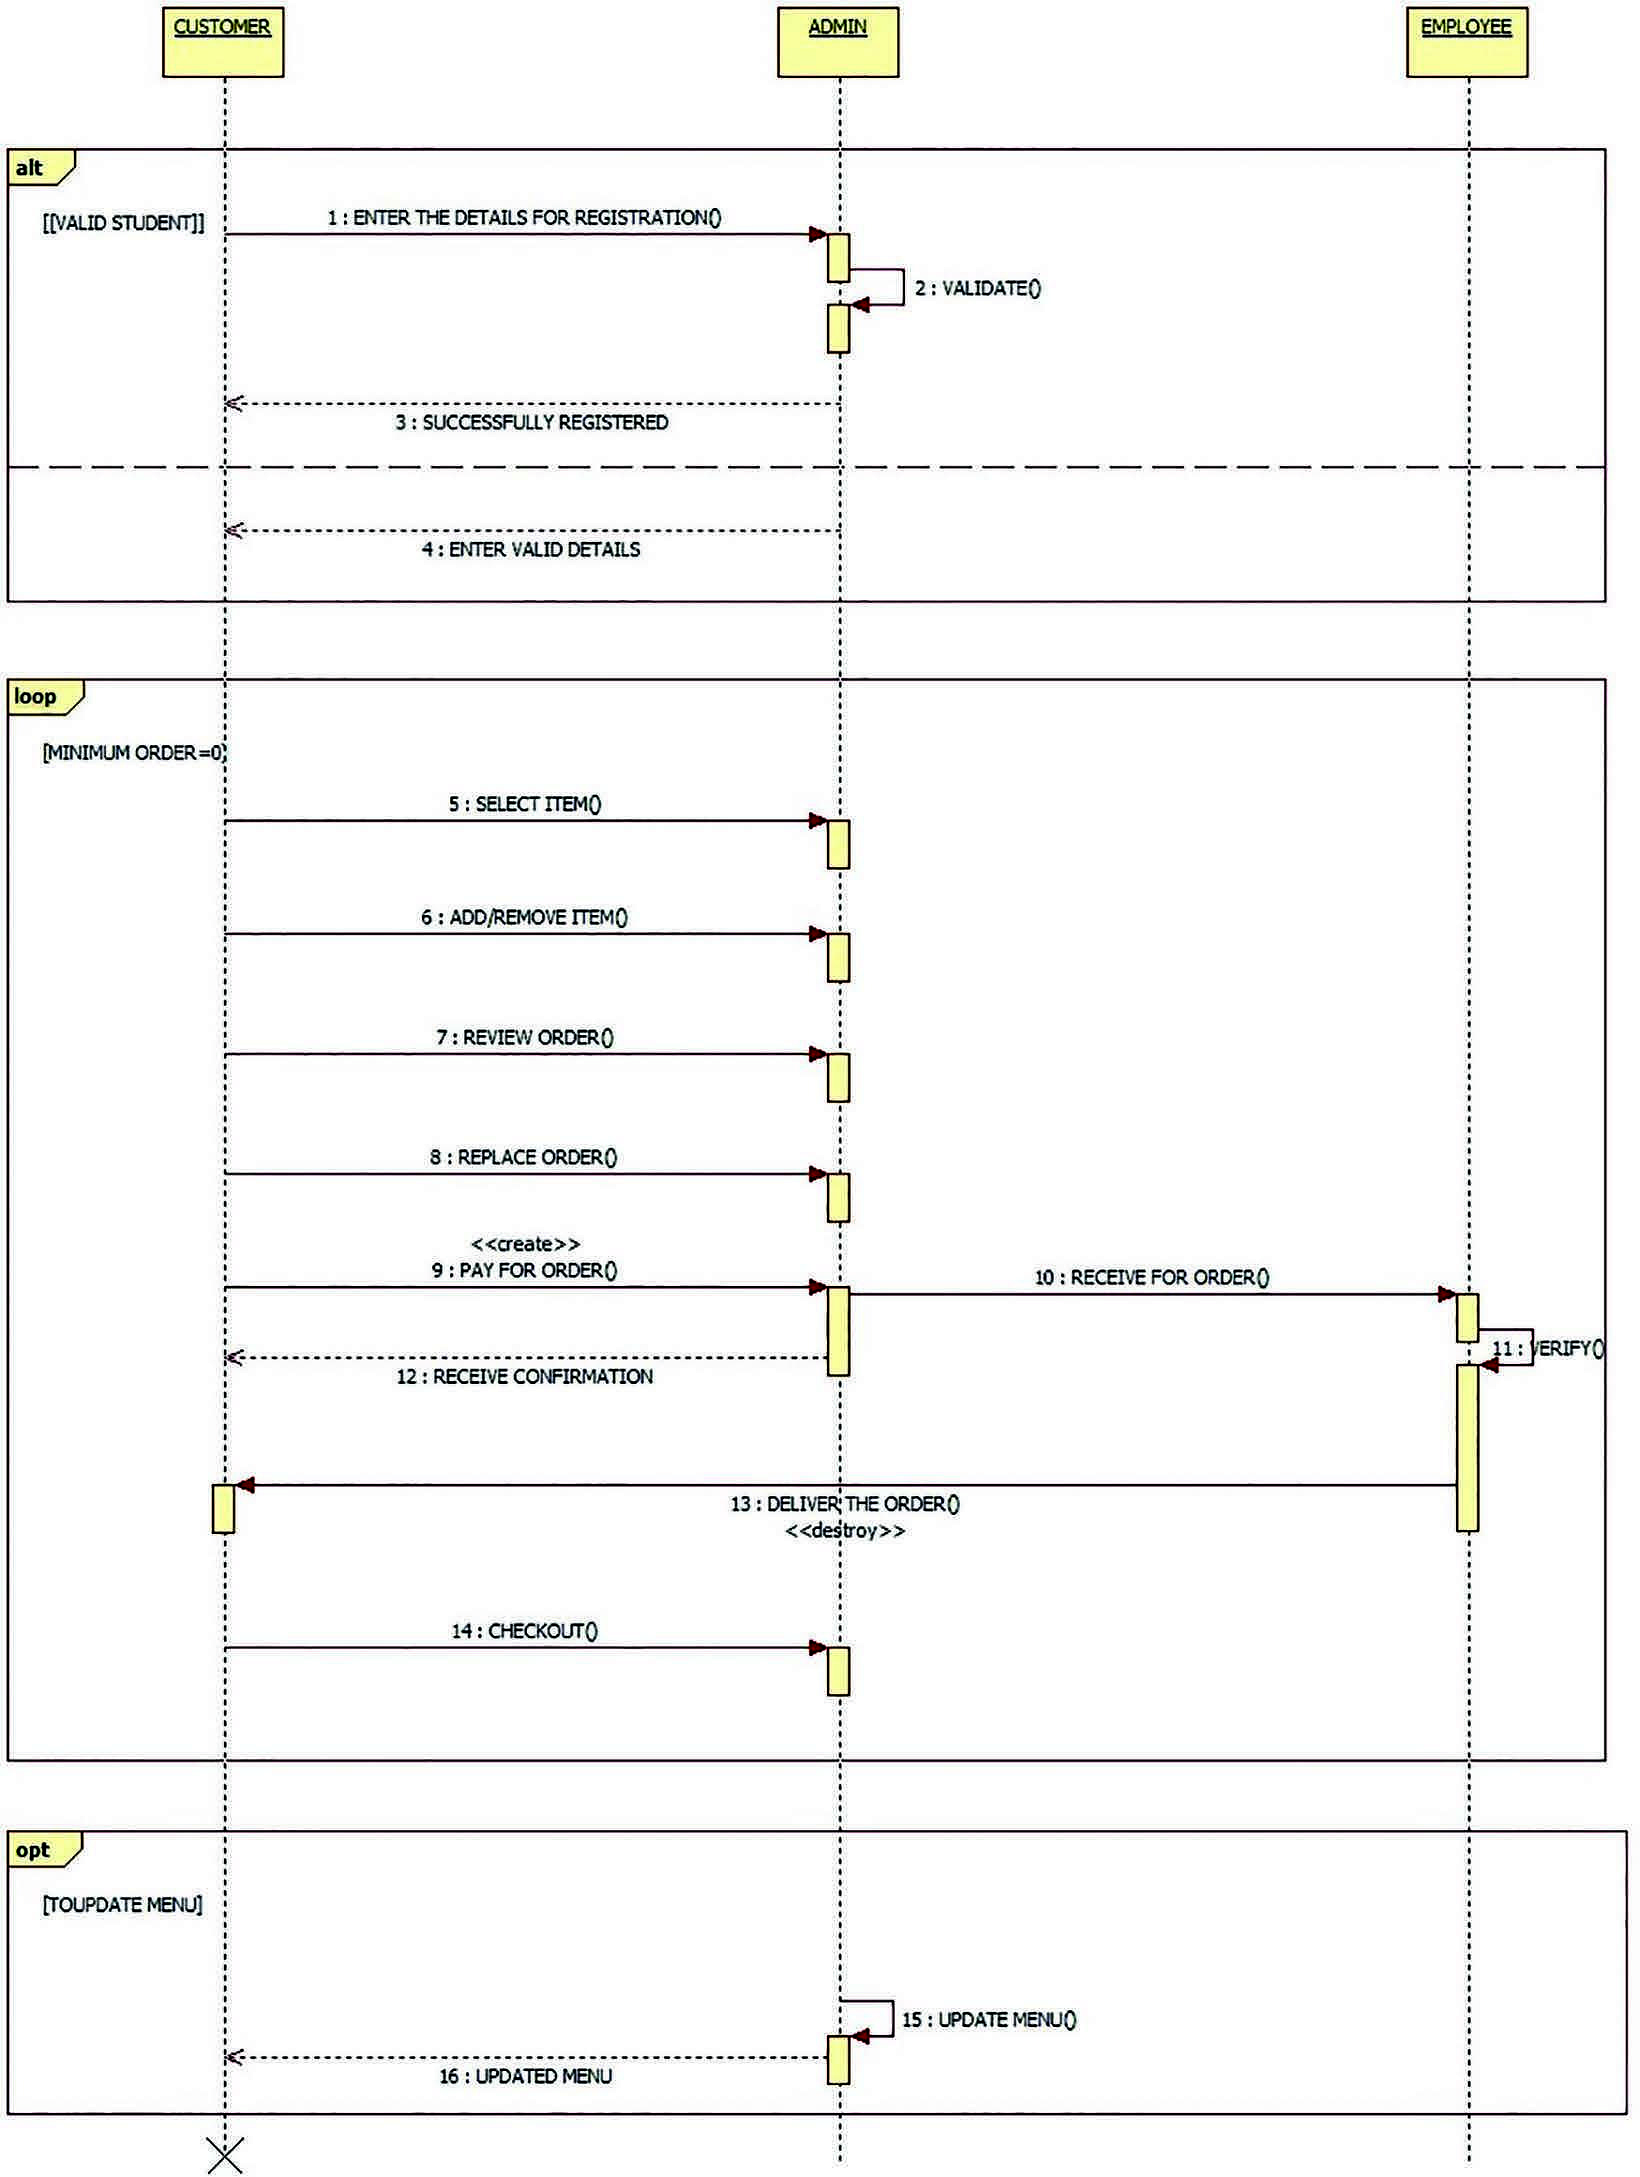 CUSTOMER
ADMIN
EMPLOYEE
alt
[[VALID STUDENT]]
1 : ENTER THE DETAILS FOR REGISTRATION()
2 : VALIDATE()
3 : SUCCESSFULLY REGISTERED
4 : ENTER VALID DETAILS
loop
[MINIMUM ORDER=0]
5 : SELECT ITEM()
6 : ADD/REMOVE ITEM()
7 : REVIEW ORDER()
8 : REPLACE ORDER()
<<create>>
9 : PAY FOR ORDER()
10 : RECEIVE FOR ORDER()
11 : VERIFY()
12 : RECEIVE CONFIRMATION
13 : DELIVER THE ORDER()
<<destroy>>
14 : CHECKOUT()
opt
[TOUPDATE MENU]
15 : UPDATE MENU()
16 : UPDATED MENU